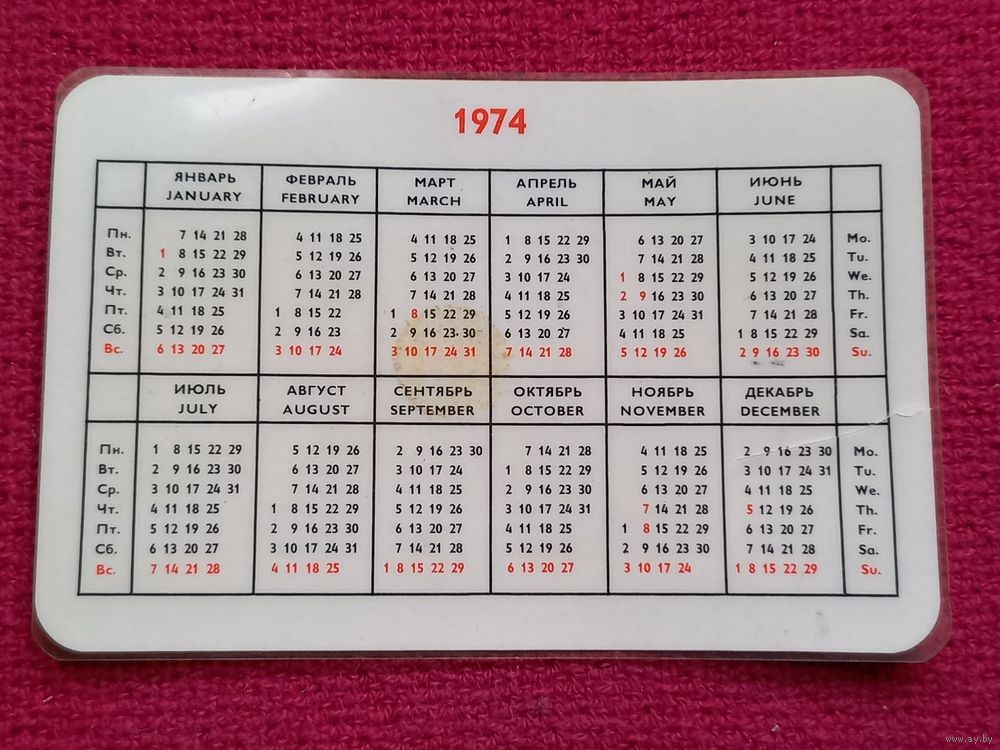 1974
ЯНВАРЬ ФЕВРАЛЬ МАРТ АПРЕЛЬ МАЙ ИЮНЬ
JANUARY FEBRUARY MARCH APRIL MAY JUNE
Пн. 7 14 21 28 4 11 18 25 4 11 18 25 1 8 15 22 29 6 13 20 27 3 10 17 24 Mo.
Вт. 1 8 15 22 29 5 12 19 26 5 12 19 26 2 9 16 23 30 7 14 21 28 4 11 18 25 Tu.
Ср. 2 9 16 23 30 6 13 20 27 6 13 20 27 3 10 17 24 1 8 15 22 29 5 12 19 26 We.
Чт. 3 10 17 24 31 7 14 21 28 7 14 21 28 4 11 18 25 2 9 16 23 30 6 13 20 27 Th.
Пт. 4 11 18 25 1 8 15 22 1 8 15 22 29 5 12 19 26 3 10 17 24 31 7 14 21 28 Fr.
Сб. 5 12 19 26 2 9 16 23 2 9 16 23 30 6 13 20 27 4 11 18 25 1 8 15 22 29 Sa.
Вс. 6 13 20 27 3 10 17 24 3 10 17 24 31 7 14 21 28 5 12 19 26 2 9 16 23 30 Su.
ИЮЛЬ АВГУСТ СЕНТЯБРЬ ОКТЯБРЬ НОЯБРЬ ДЕКАБРЬ
JULY AUGUST SEPTEMBER OCTOBER NOVEMBER DECEMBER
Пн. 1 8 15 22 29 5 12 19 26 2 9 16 23 30 7 14 21 28 4 11 18 25 2 9 16 23 30 Mo.
Вт. 2 9 16 23 30 6 13 20 27 3 10 17 24 1 8 15 22 29 5 12 19 26 3 10 17 24 31 Tu.
Ср. 3 10 17 24 31 7 14 21 28 4 11 18 25 2 9 16 23 30 6 13 20 27 4 11 18 25 We.
Чт. 4 11 18 25 1 8 15 22 29 5 12 19 26 3 10 17 24 31 7 14 21 28 5 12 19 26 Th.
Пт. 5 12 19 26 2 9 16 23 30 6 13 20 27 4 11 18 25 1 8 15 22 29 6 13 20 27 Fr.
Сб. 6 13 20 27 3 10 17 24 31 7 14 21 28 5 12 19 26 2 9 16 23 30 7 14 21 28 Sa.
Вс. 7 14 21 28 4 11 18 25 1 8 15 22 29 6 13 20 27 3 10 17 24 1 8 15 22 29 Su.
www.ay.by